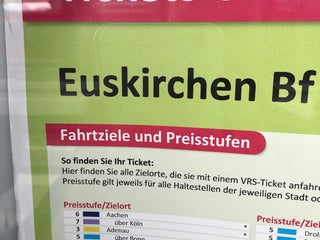 Euskirchen Bf
Fahrtziele und Preisstufen
So finden Sie Ihr Ticket:
Hier finden Sie alle Zielorte, die sie mit einem VRS-Ticket anfahre
Preisstufe gilt jeweils für alle Haltestellen der jeweiligen Stadt od
Preisstufe/Zielort
Preisstufe
6 Aachen
7 über Köln
3 Adenau
5 über Bonn
5 Drols
5